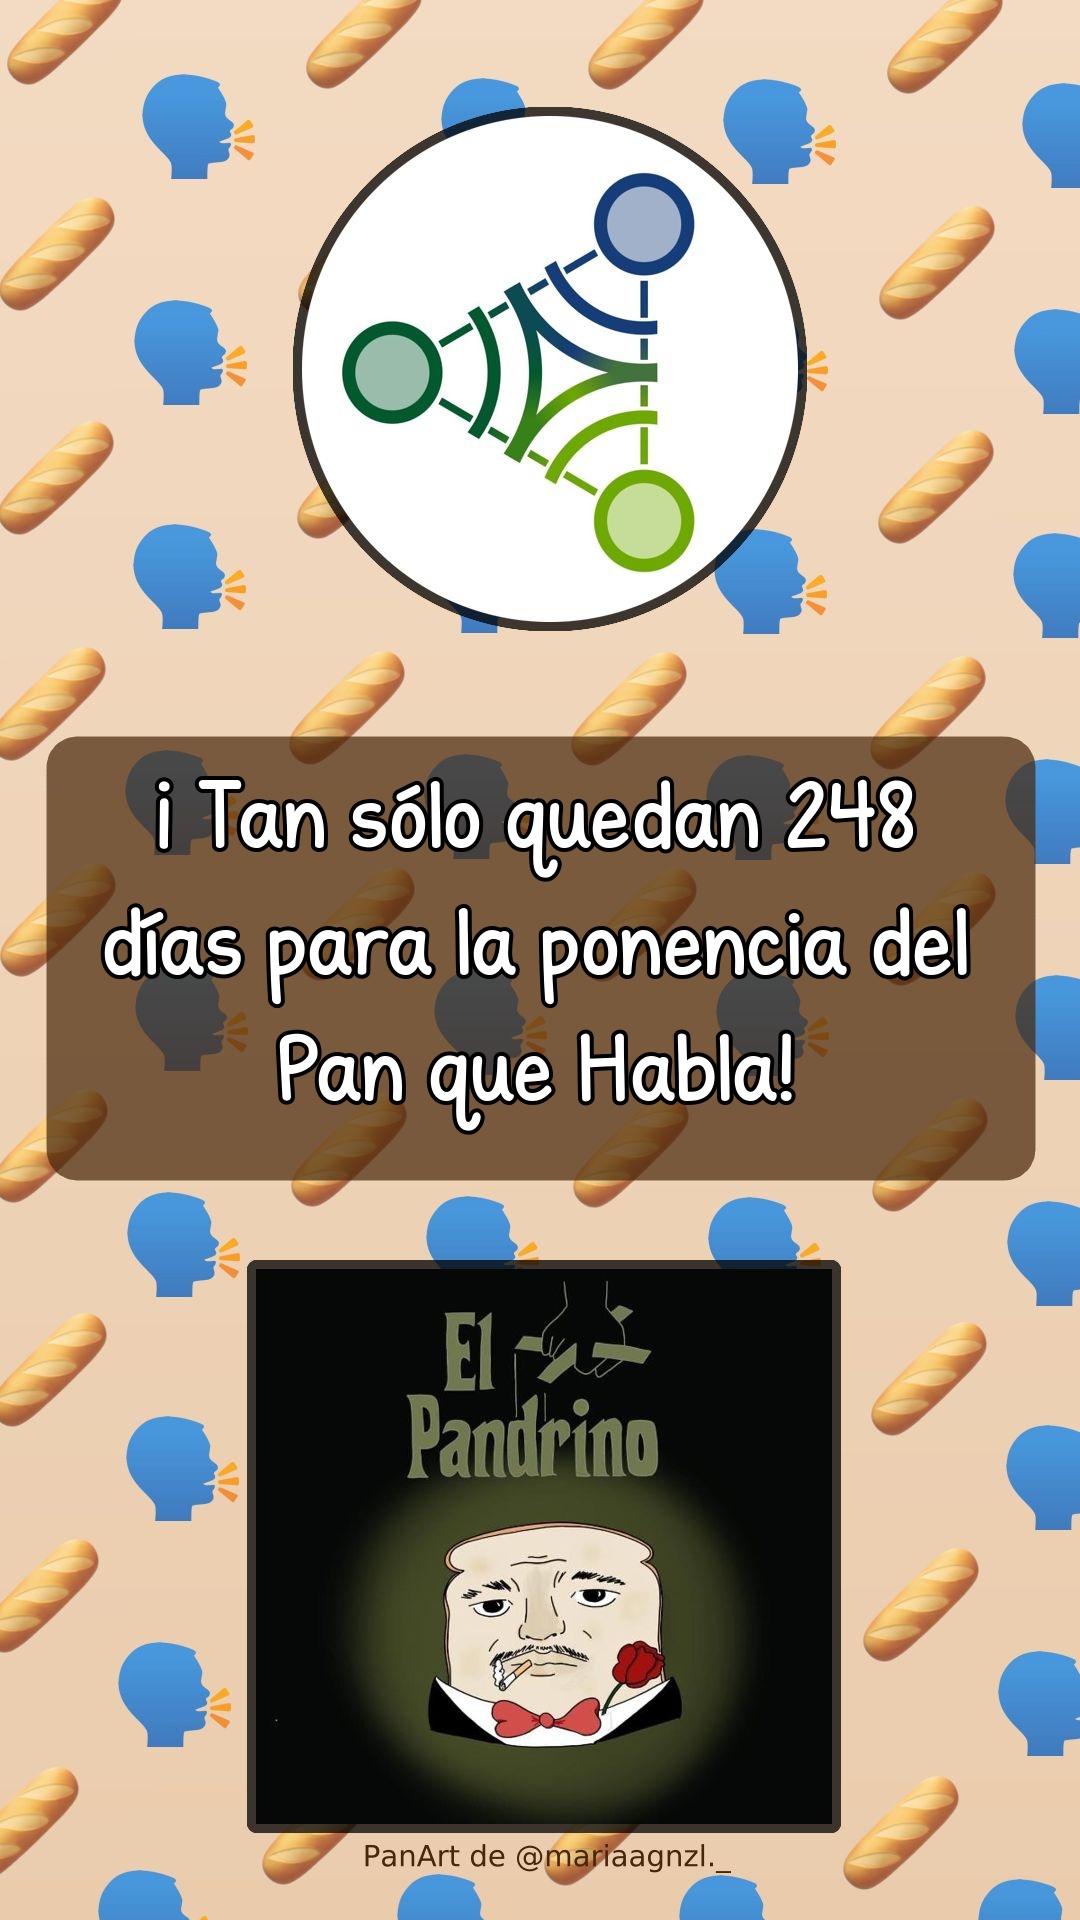 ¡ Tan sólo quedan 248
días para la ponencia del
Pan que Habla!
El
Pandrino
PanArt de @mariaagnzl._